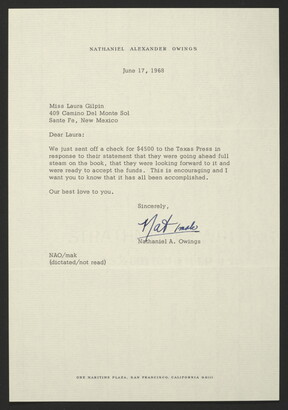 NATHANIEL ALEXANDER OWINGS
June 17, 1966
Miss Laura Gilpin
409 Camino Del Monte Sol
Santa Fe, New Mexico
Dear Laura:
We just sent off a check for $4500 to the Texas Press in
response to their statement that they were going ahead full
steam on the book, that they were looking forward to it and
were ready to accept the funds. This is encouraging and I
want you to know that it has all been accomplished.
Our best love to you.
Sincerely,
Nat
Nathaniel A. Owings
NAO/mak
(dictated/not read)
ONE MARITIME PLAZA, SAN FRANCISCO, CALIFORNIA 94111